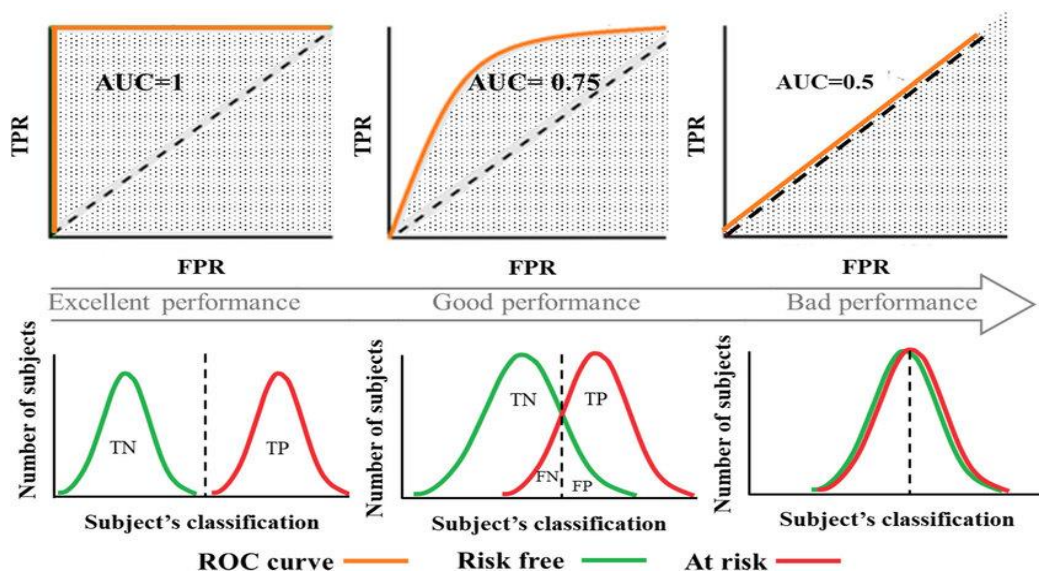 TPR
AUC=1
FPR
TPR
AUC= 0.75
FPR
TPR
AUC=0.5
FPR
Excellent performance
Good performance
Bad performance
Number of subjects
TN
TP
Subject's classification
Number of subjects
TN
TP
FN
FP
Subject's classification
Number of subjects
Subject's classification
ROC curve
Risk free
At risk